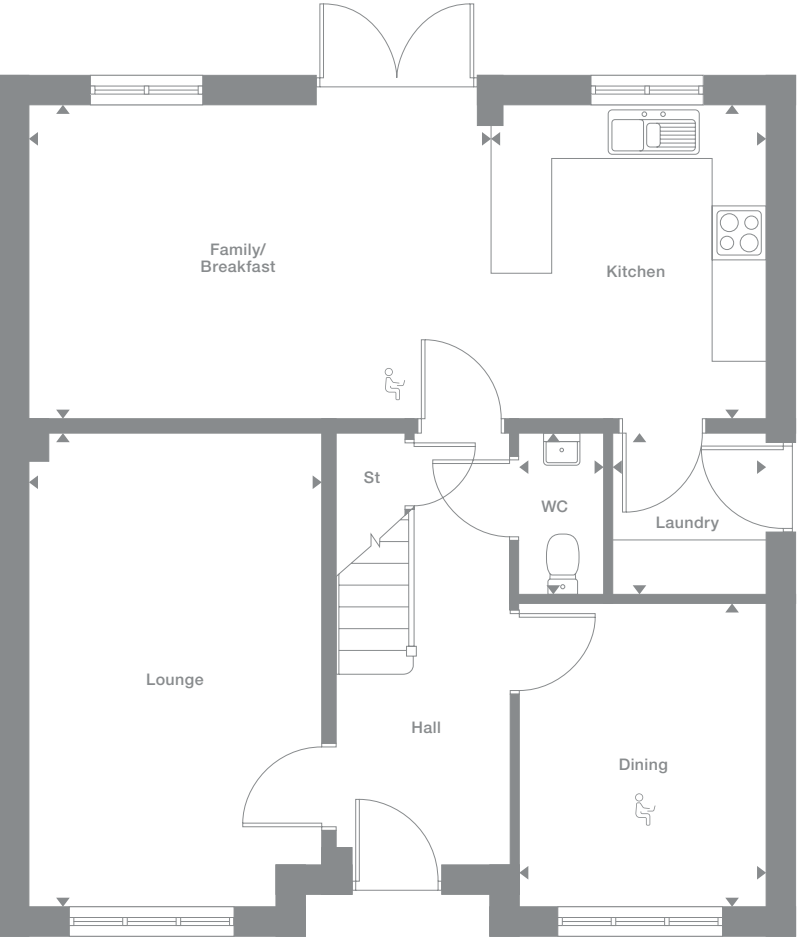 Family/
Breakfast
Kitchen
St
WC
Laundry
Lounge
Hall
Dining